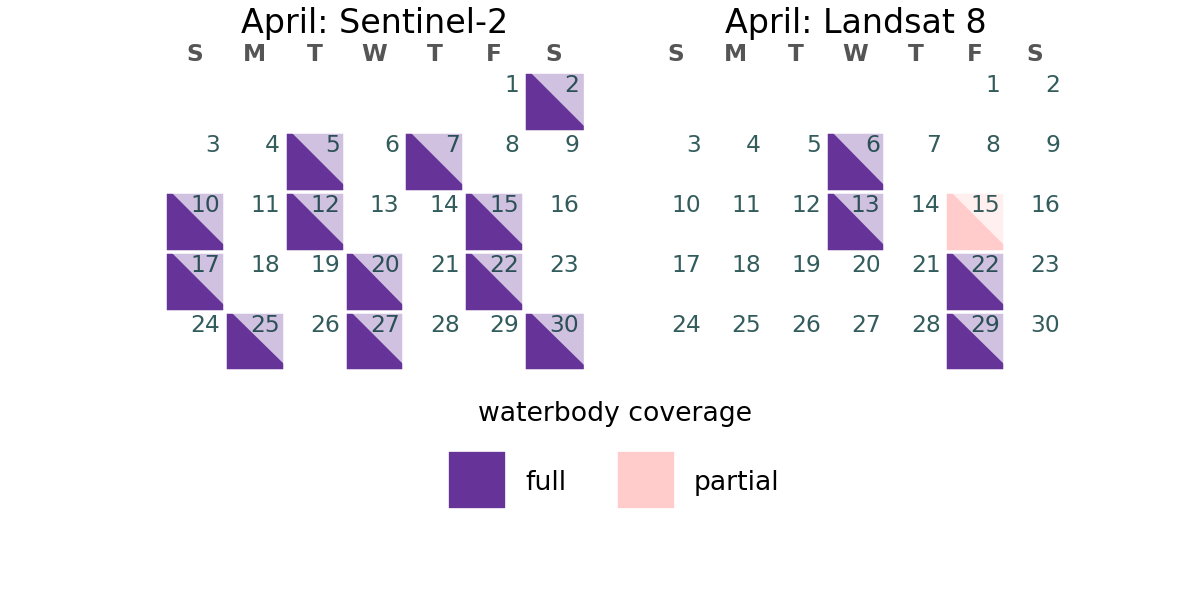 April: Sentinel-2
S M T W T F S
1 2
3 4 5 6 7 8 9
10 11 12 13 14 15 16
17 18 19 20 21 22 23
24 25 26 27 28 29 30
April: Landsat 8
S M T W T F S
1 2
3 4 5 6 7 8 9
10 11 12 13 14 15 16
17 18 19 20 21 22 23
24 25 26 27 28 29 30
waterbody coverage
full partial